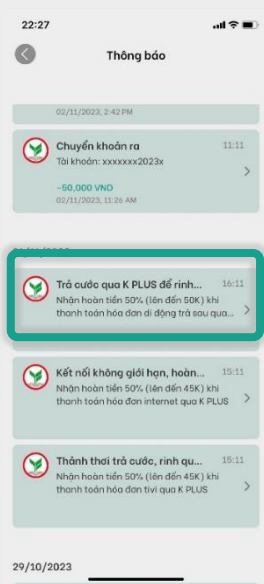 22:27
Thông báo
02/11/2023, 2:42 PM
Chuyển khoản ra 11:11
Tài khoản: xxxxxxx2023x
-50,000 VND
02/11/2023, 11:26 AM
Trả cước qua K PLUS để rinh... 16:11
Nhận hoàn tiền 50% (lên đến 50K) khi
thanh toán hóa đơn di động trả sau qua...
Kết nối không giới hạn, hoàn... 15:11
Nhận hoàn tiền 50% (lên đến 45K) khi
thanh toán hóa đơn internet qua K PLUS
Thảnh thơi trả cước, rinh qu... 15:11
Nhận hoàn tiền 50% (lên đến 45K) khi
thanh toán hóa đơn tivi qua K PLUS
29/10/2023